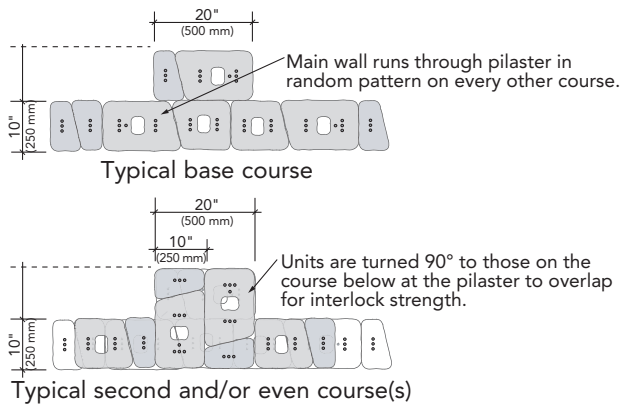 20"
(500 mm)
Main wall runs through pilaster in
random pattern on every other course.
10"
(250 mm)
Typical base course
20"
(500 mm)
10"
(250 mm)
Units are turned 90° to those on the
course below at the pilaster to overlap
for interlock strength.
10"
(250 mm)
Typical second and/or even course(s)